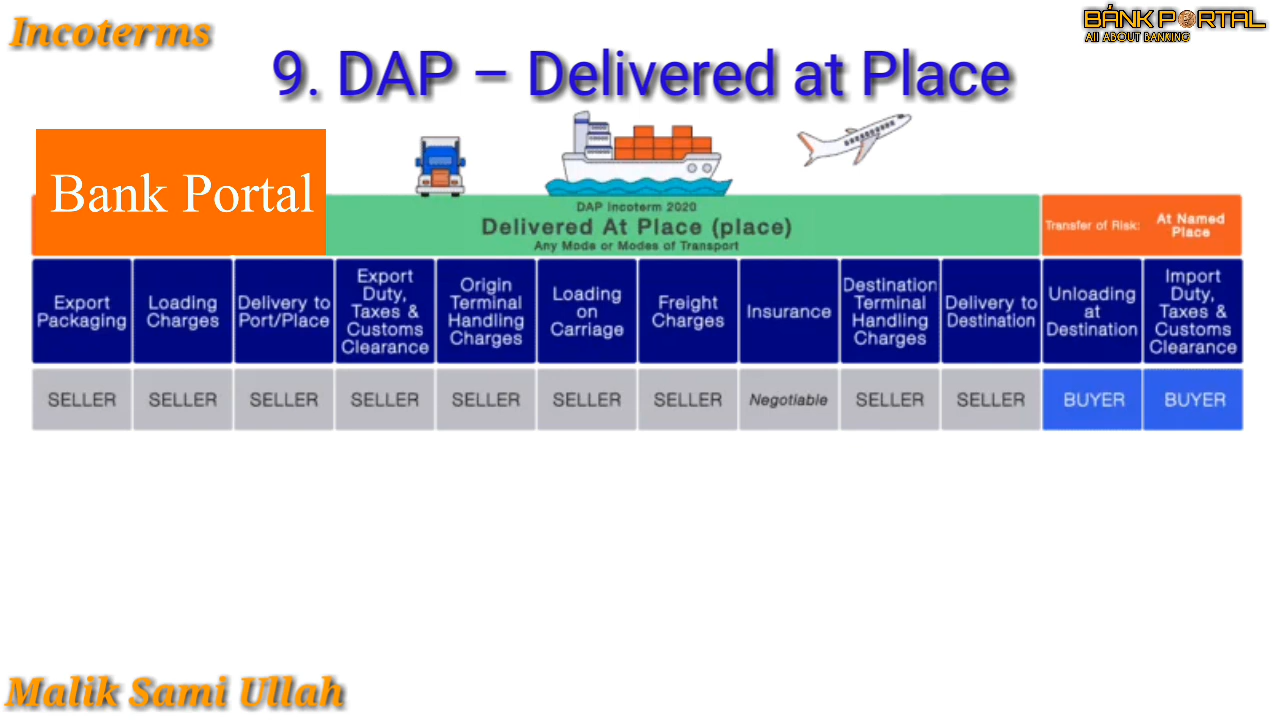 Incoterms
BÁNK PORTAL
All ABOUT BANKING
9. DAP – Delivered at Place
Bank Portal
DAP Incoterm 2020
Delivered At Place (place)
Any Mode or Modes of Transport
Transfer of Risk:
At Named
Place
Export
Packaging
Loading
Charges
Delivery to
Port/Place
Export
Duty,
Taxes &
Customs
Clearance
Origin
Terminal
Handling
Charges
Loading
on
Carriage
Freight
Charges
Insurance
Destination
Terminal
Handling
Charges
Delivery to
Destination
Unloading
at
Destination
Import
Duty,
Taxes &
Customs
Clearance
SELLER
SELLER
SELLER
SELLER
SELLER
SELLER
SELLER
Negotiable
SELLER
SELLER
BUYER
BUYER
Malik Sami Ullah